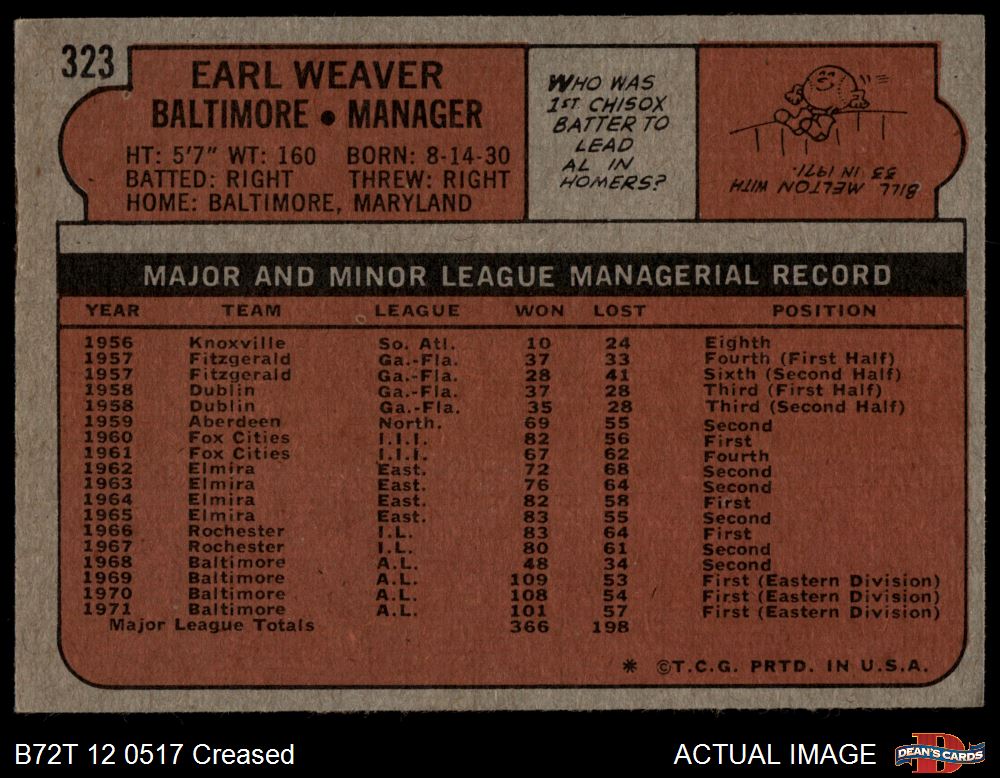 323
EARL WEAVER
BALTIMORE • MANAGER
HT: 5'7" WT: 160 BORN: 8-14-30
BATTED: RIGHT THREW: RIGHT
HOME: BALTIMORE, MARYLAND
WHO WAS
1ST CHISOX
BATTER TO
LEAD
AL IN
HOMERS?
BILL MELTON WITH
33 IN 1971.
MAJOR AND MINOR LEAGUE MANAGERIAL RECORD
YEAR TEAM LEAGUE WON LOST POSITION
1956 Knoxville So. Atl. 10 24 Eighth
1957 Fitzgerald Ga.-Fla. 37 33 Fourth (First Half)
1957 Fitzgerald Ga.-Fla. 28 41 Sixth (Second Half)
1958 Dublin Ga.-Fla. 37 28 Third (First Half)
1958 Dublin Ga.-Fla. 35 28 Third (Second Half)
1959 Aberdeen North. 69 55 Second
1960 Fox Cities I.I.I. 82 56 First
1961 Fox Cities I.I.I. 67 62 Fourth
1962 Elmira East. 72 68 Second
1963 Elmira East. 76 64 Second
1964 Elmira East. 82 58 First
1965 Elmira East. 83 55 Second
1966 Rochester I.L. 83 64 First
1967 Rochester I.L. 80 61 Second
1968 Baltimore A.L. 48 34 Second
1969 Baltimore A.L. 109 53 First (Eastern Division)
1970 Baltimore A.L. 108 54 First (Eastern Division)
1971 Baltimore A.L. 101 57 First (Eastern Division)
Major League Totals 366 198
* ©T.C.G. PRTD. IN U.S.A.
B72T 12 0517 Creased
ACTUAL IMAGE
DEAN'S CARDS